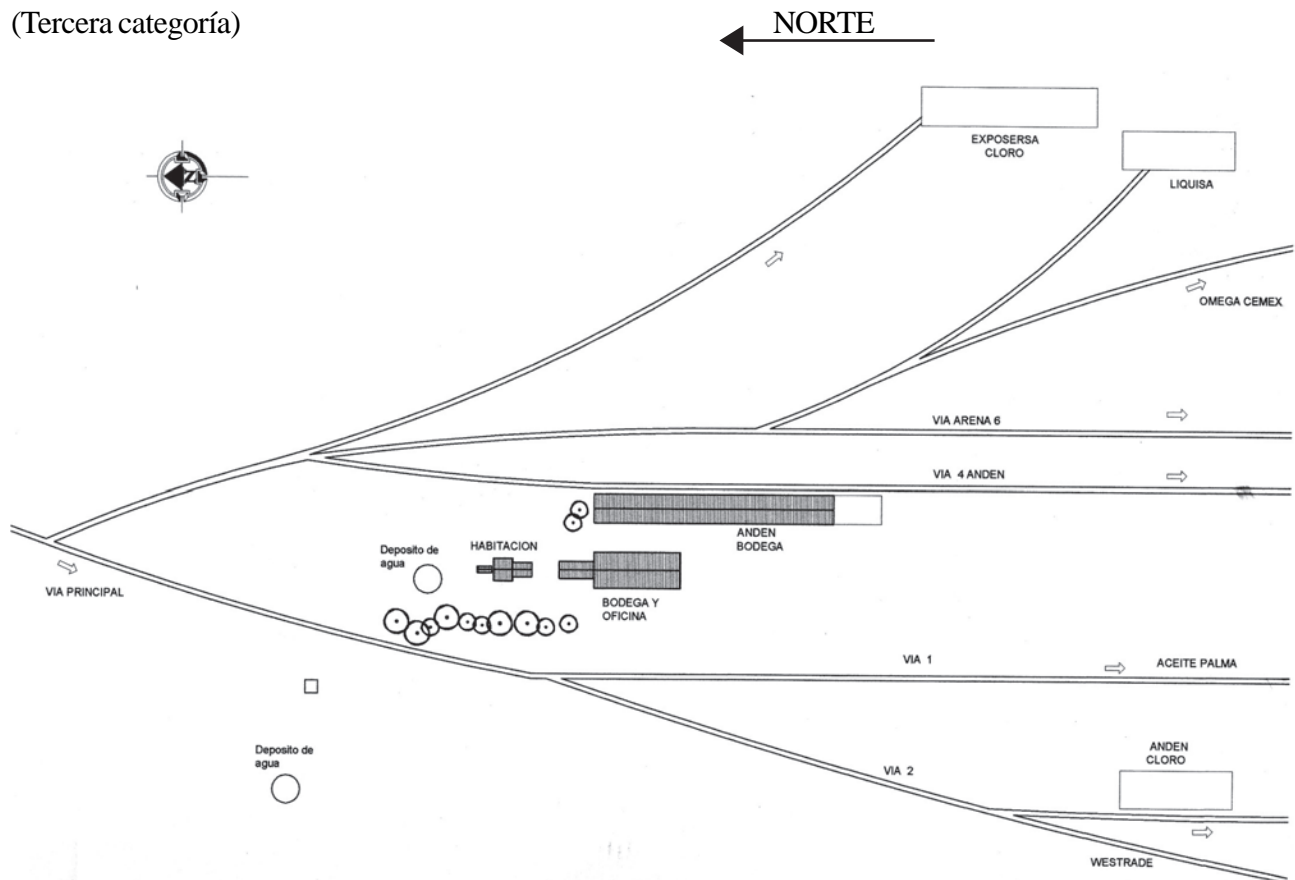 (Tercera categoría)
NORTE
EXPOSERSA
CLORO
LIQUISA
N
OMEGA CEMEX
VIA ARENA 6
VIA 4 ANDEN
ANDEN
BODEGA
HABITACION
Deposito de
agua
VIA PRINCIPAL
BODEGA Y
OFICINA
VIA 1
ACEITE PALMA
Deposito de
agua
ANDEN
CLORO
VIA 2
WESTRADE